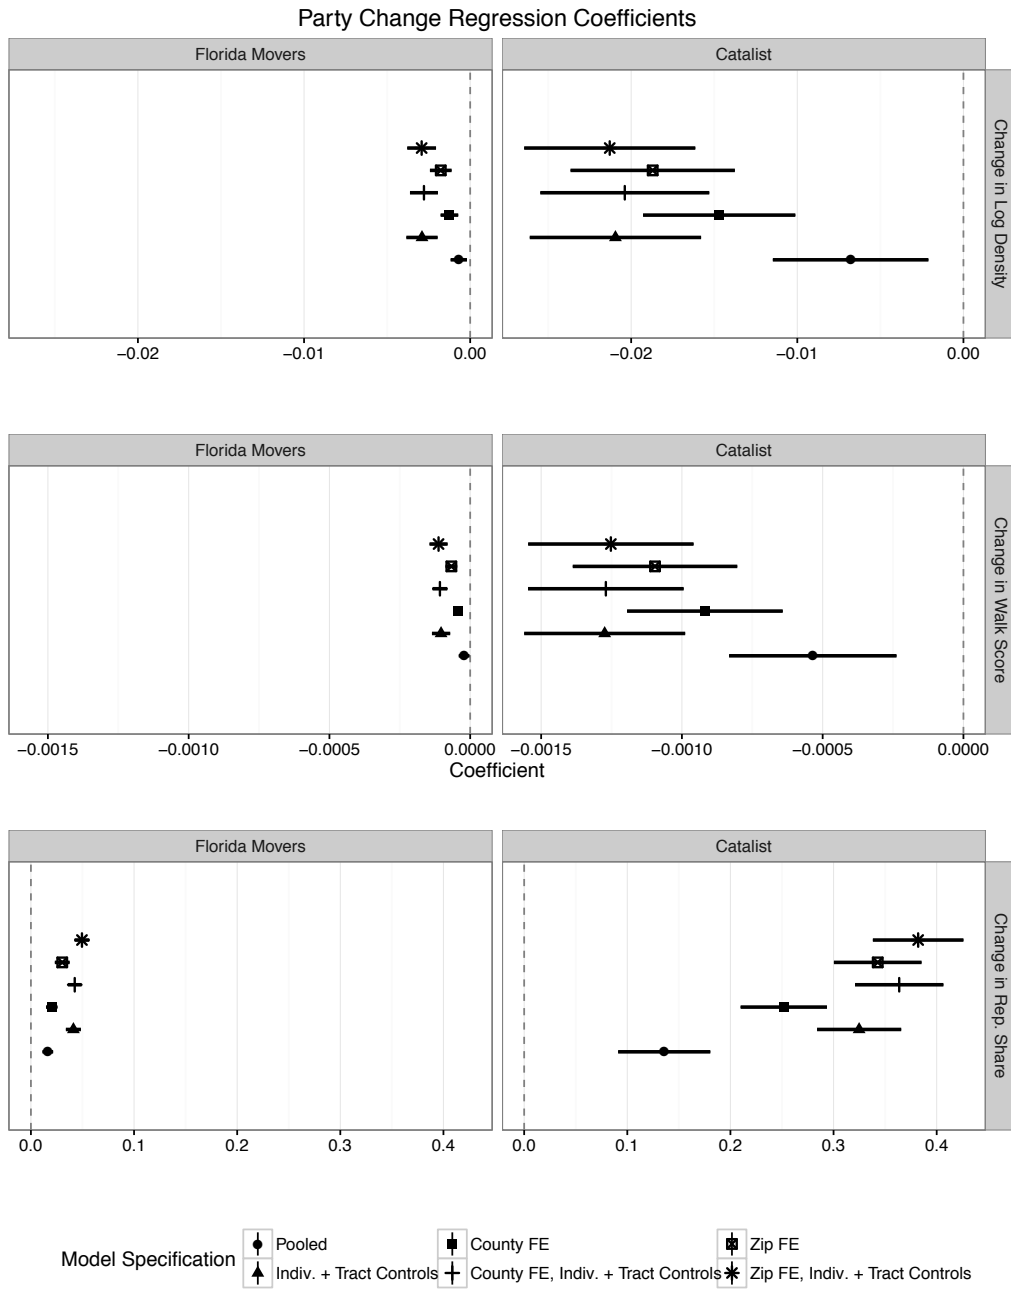 Party Change Regression Coefficients
Florida Movers
Catalist
Change in Log Density
−0.02 −0.01 0.00
−0.02 −0.01 0.00
Florida Movers
Catalist
Change in Walk Score
−0.0015 −0.0010 −0.0005 0.0000
−0.0015 −0.0010 −0.0005 0.0000
Coefficient
Florida Movers
Catalist
Change in Rep. Share
0.0 0.1 0.2 0.3 0.4
0.0 0.1 0.2 0.3 0.4
Model Specification
Pooled
County FE
Zip FE
Indiv. + Tract Controls
County FE, Indiv. + Tract Controls
Zip FE, Indiv. + Tract Controls